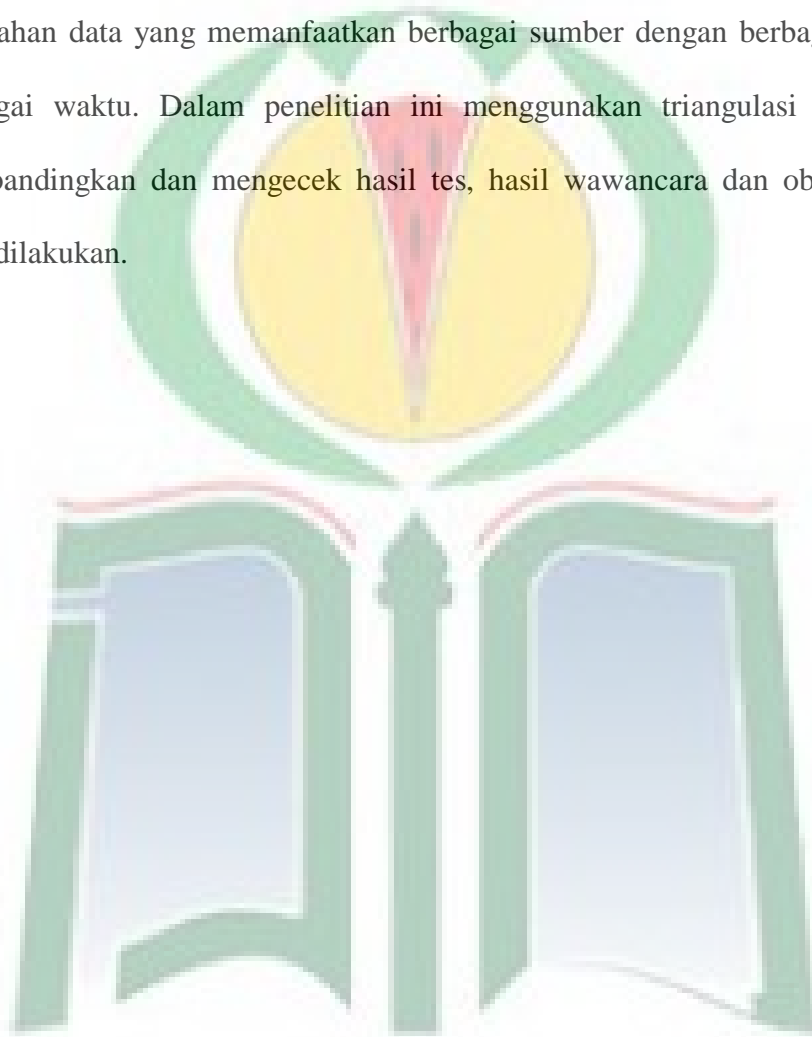 ahan data yang memanfaatkan berbagai sumber dengan berbag
gai waktu. Dalam penelitian ini menggunakan triangulasi
bandingkan dan mengecek hasil tes, hasil wawancara dan ob
dilakukan.